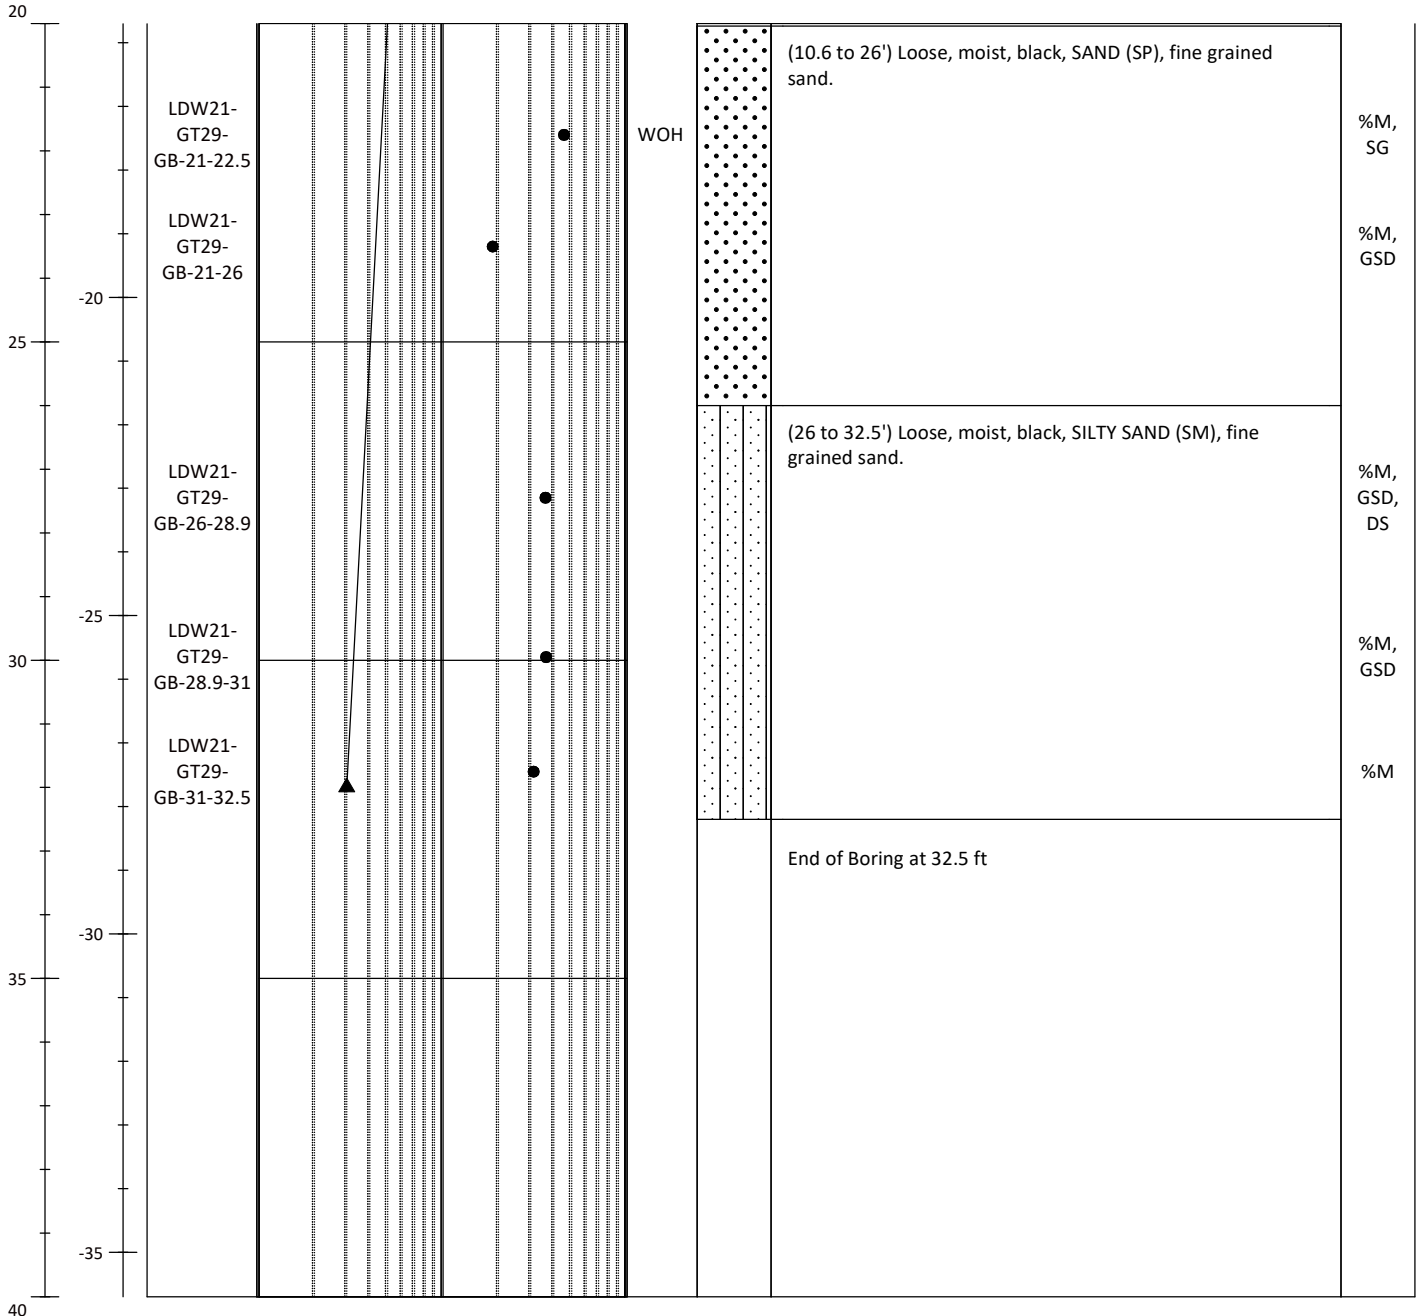 20
(10.6 to 26') Loose, moist, black, SAND (SP), fine grained
sand.
LDW21-
GT29-
GB-21-22.5
WOH
%M,
SG
LDW21-
GT29-
GB-21-26
%M,
GSD
-20
25
(26 to 32.5') Loose, moist, black, SILTY SAND (SM), fine
grained sand.
LDW21-
GT29-
GB-26-28.9
%M,
GSD,
DS
-25
LDW21-
GT29-
GB-28.9-31
%M,
GSD
30
LDW21-
GT29-
GB-31-32.5
%M
End of Boring at 32.5 ft
-30
35
-35
40